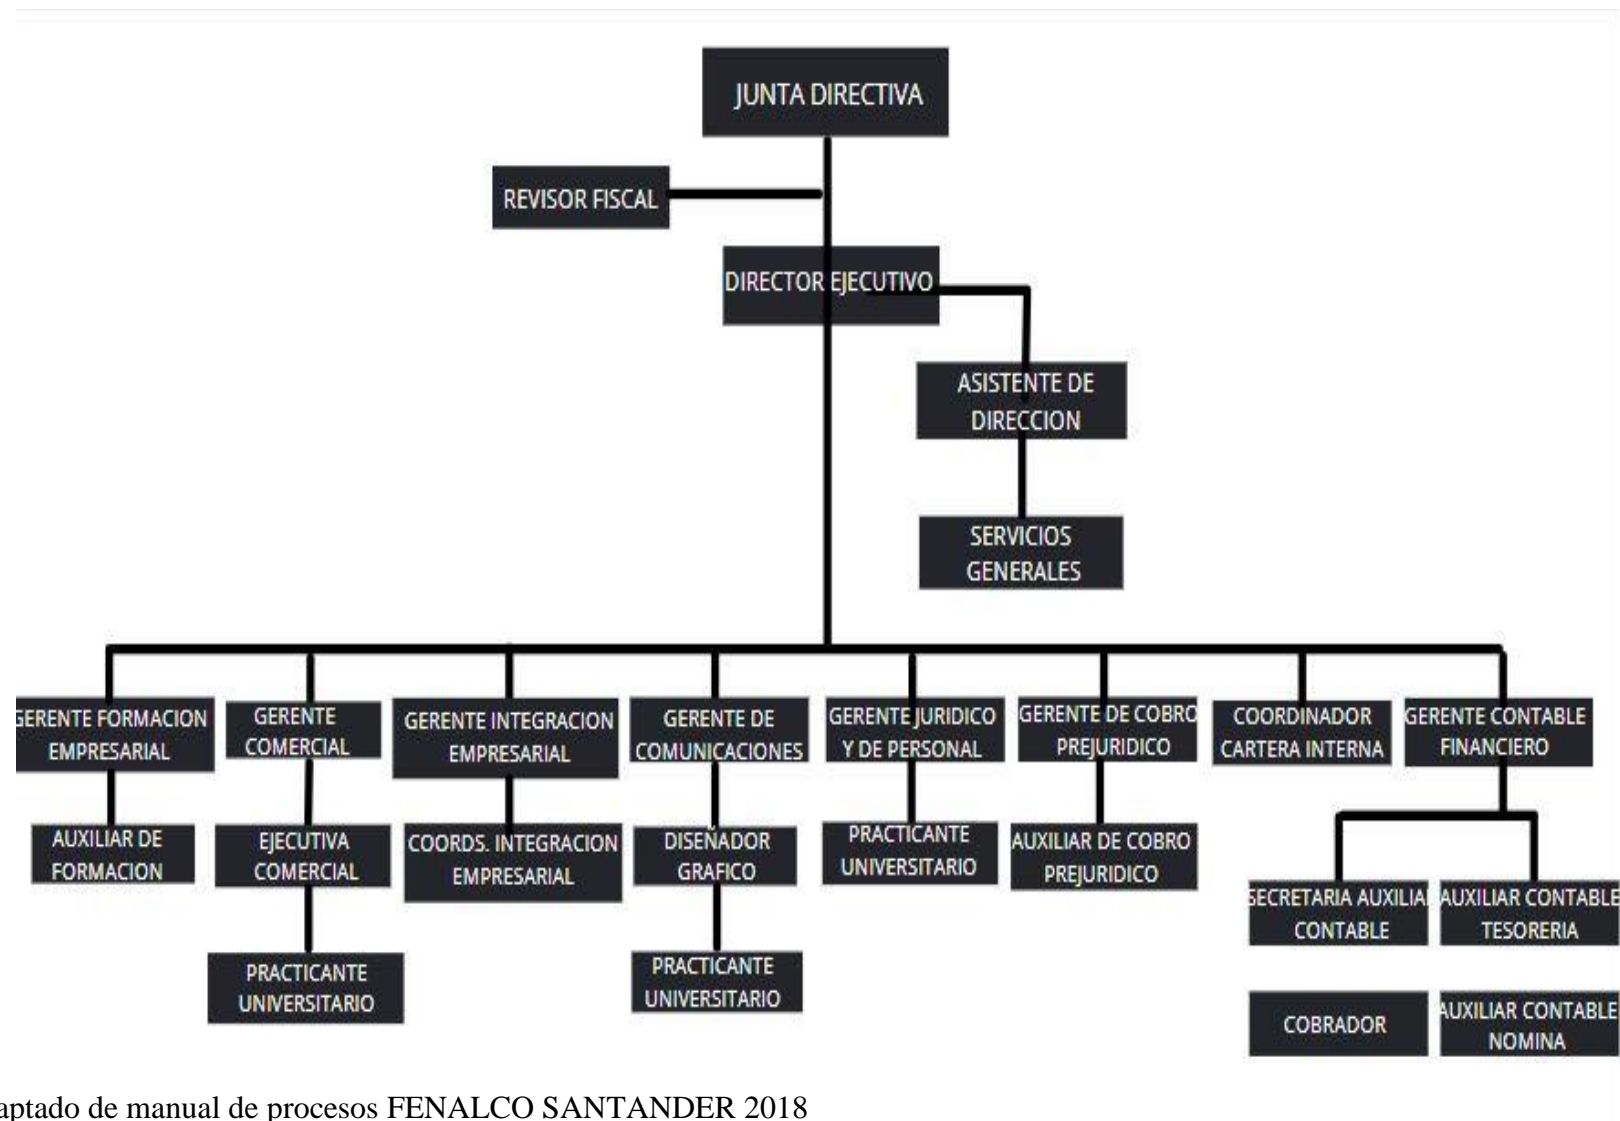 JUNTA DIRECTIVA
REVISOR FISCAL
DIRECTOR EJECUTIVO
ASISTENTE DE
DIRECCION
SERVICIOS
GENERALES
GERENTE FORMACION
EMPRESARIAL
GERENTE
COMERCIAL
GERENTE INTEGRACION
EMPRESARIAL
GERENTE DE
COMUNICACIONES
GERENTE JURIDICO
Y DE PERSONAL
GERENTE DE COBRO
PREJURIDICO
COORDINADOR
CARTERA INTERNA
GERENTE CONTABLE
FINANCIERO
AUXILIAR DE
FORMACION
EJECUTIVA
COMERCIAL
COORDS. INTEGRACION
EMPRESARIAL
DISEÑADOR
GRAFICO
PRACTICANTE
UNIVERSITARIO
AUXILIAR DE COBRO
PREJURIDICO
SECRETARIA AUXILIA
CONTABLE
AUXILIAR CONTABLE
TESORERIA
PRACTICANTE
UNIVERSITARIO
PRACTICANTE
UNIVERSITARIO
COBRADOR
AUXILIAR CONTABLE
NOMINA
aptado de manual de procesos FENALCO SANTANDER 2018